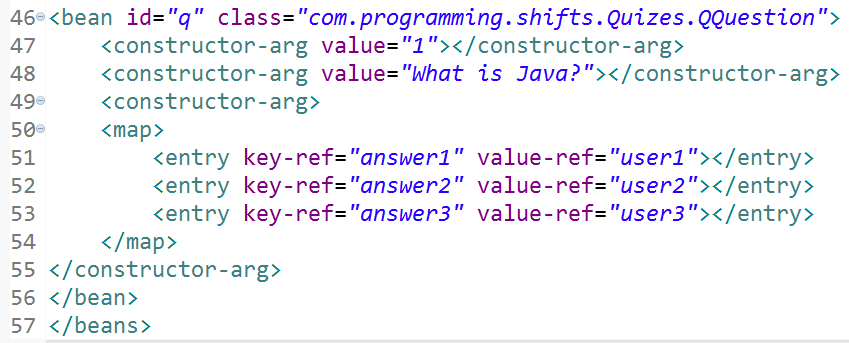 46 <bean id="q" class="com.programming.shifts.Quizes.QQuestion">
47     <constructor-arg value="1"></constructor-arg>
48     <constructor-arg value="What is Java?"></constructor-arg>
49     <constructor-arg>
50     <map>
51         <entry key-ref="answer1" value-ref="user1"></entry>
52         <entry key-ref="answer2" value-ref="user2"></entry>
53         <entry key-ref="answer3" value-ref="user3"></entry>
54     </map>
55 </constructor-arg>
56 </bean>
57 </beans>